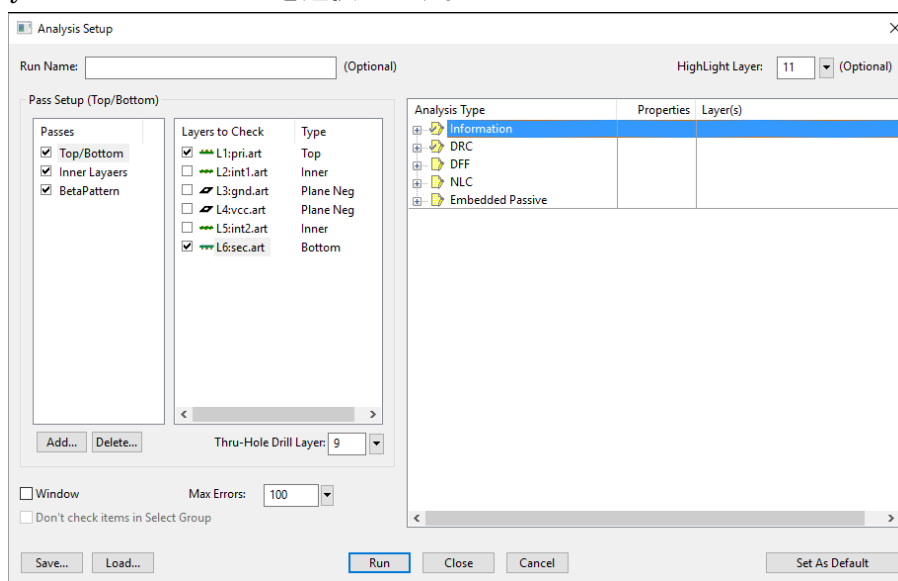 Analysis Setup
Run Name: (Optional) HighLight Layer: 11 (Optional)
Pass Setup (Top/Bottom)
Passes
Top/Bottom
Inner Layaers
BetaPattern
Layers to Check Type
L1:pri.art Top
L2:int1.art Inner
L3:gnd.art Plane Neg
L4:vcc.art Plane Neg
L5:int2.art Inner
L6:sec.art Bottom
Add... Delete... Thru-Hole Drill Layer: 9
Analysis Type Properties Layer(s)
Information
DRC
DFF
NLC
Embedded Passive
Window Max Errors: 100
Don't check items in Select Group
Save... Load... Run Close Cancel Set As Default